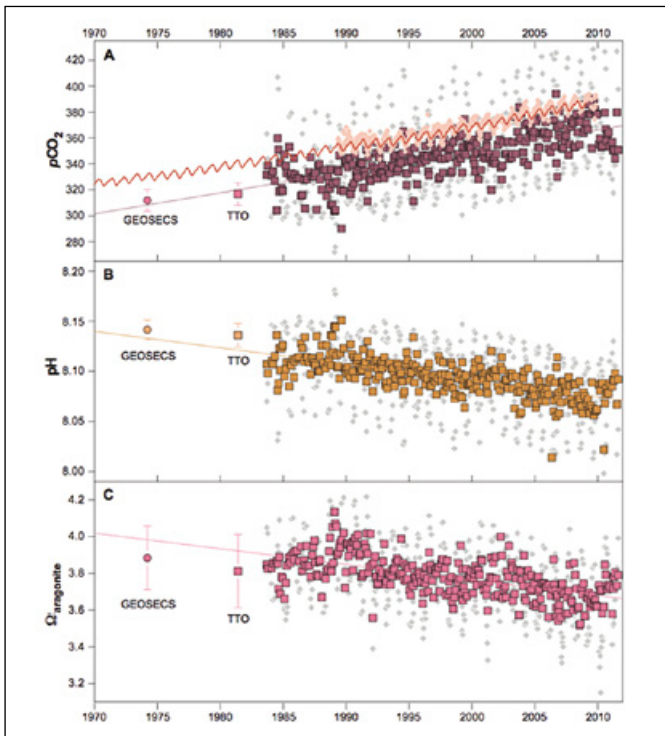 1970 1975 1980 1985 1990 1995 2000 2005 2010
A
420
400
380
360
340
320
300
280
pCO2
GEOSECS
TTO
8.20
B
8.15
8.10
8.05
8.00
pH
GEOSECS
TTO
4.2
C
4.0
3.8
3.6
3.4
3.2
Ωaragonite
GEOSECS
TTO
1970 1975 1980 1985 1990 1995 2000 2005 2010